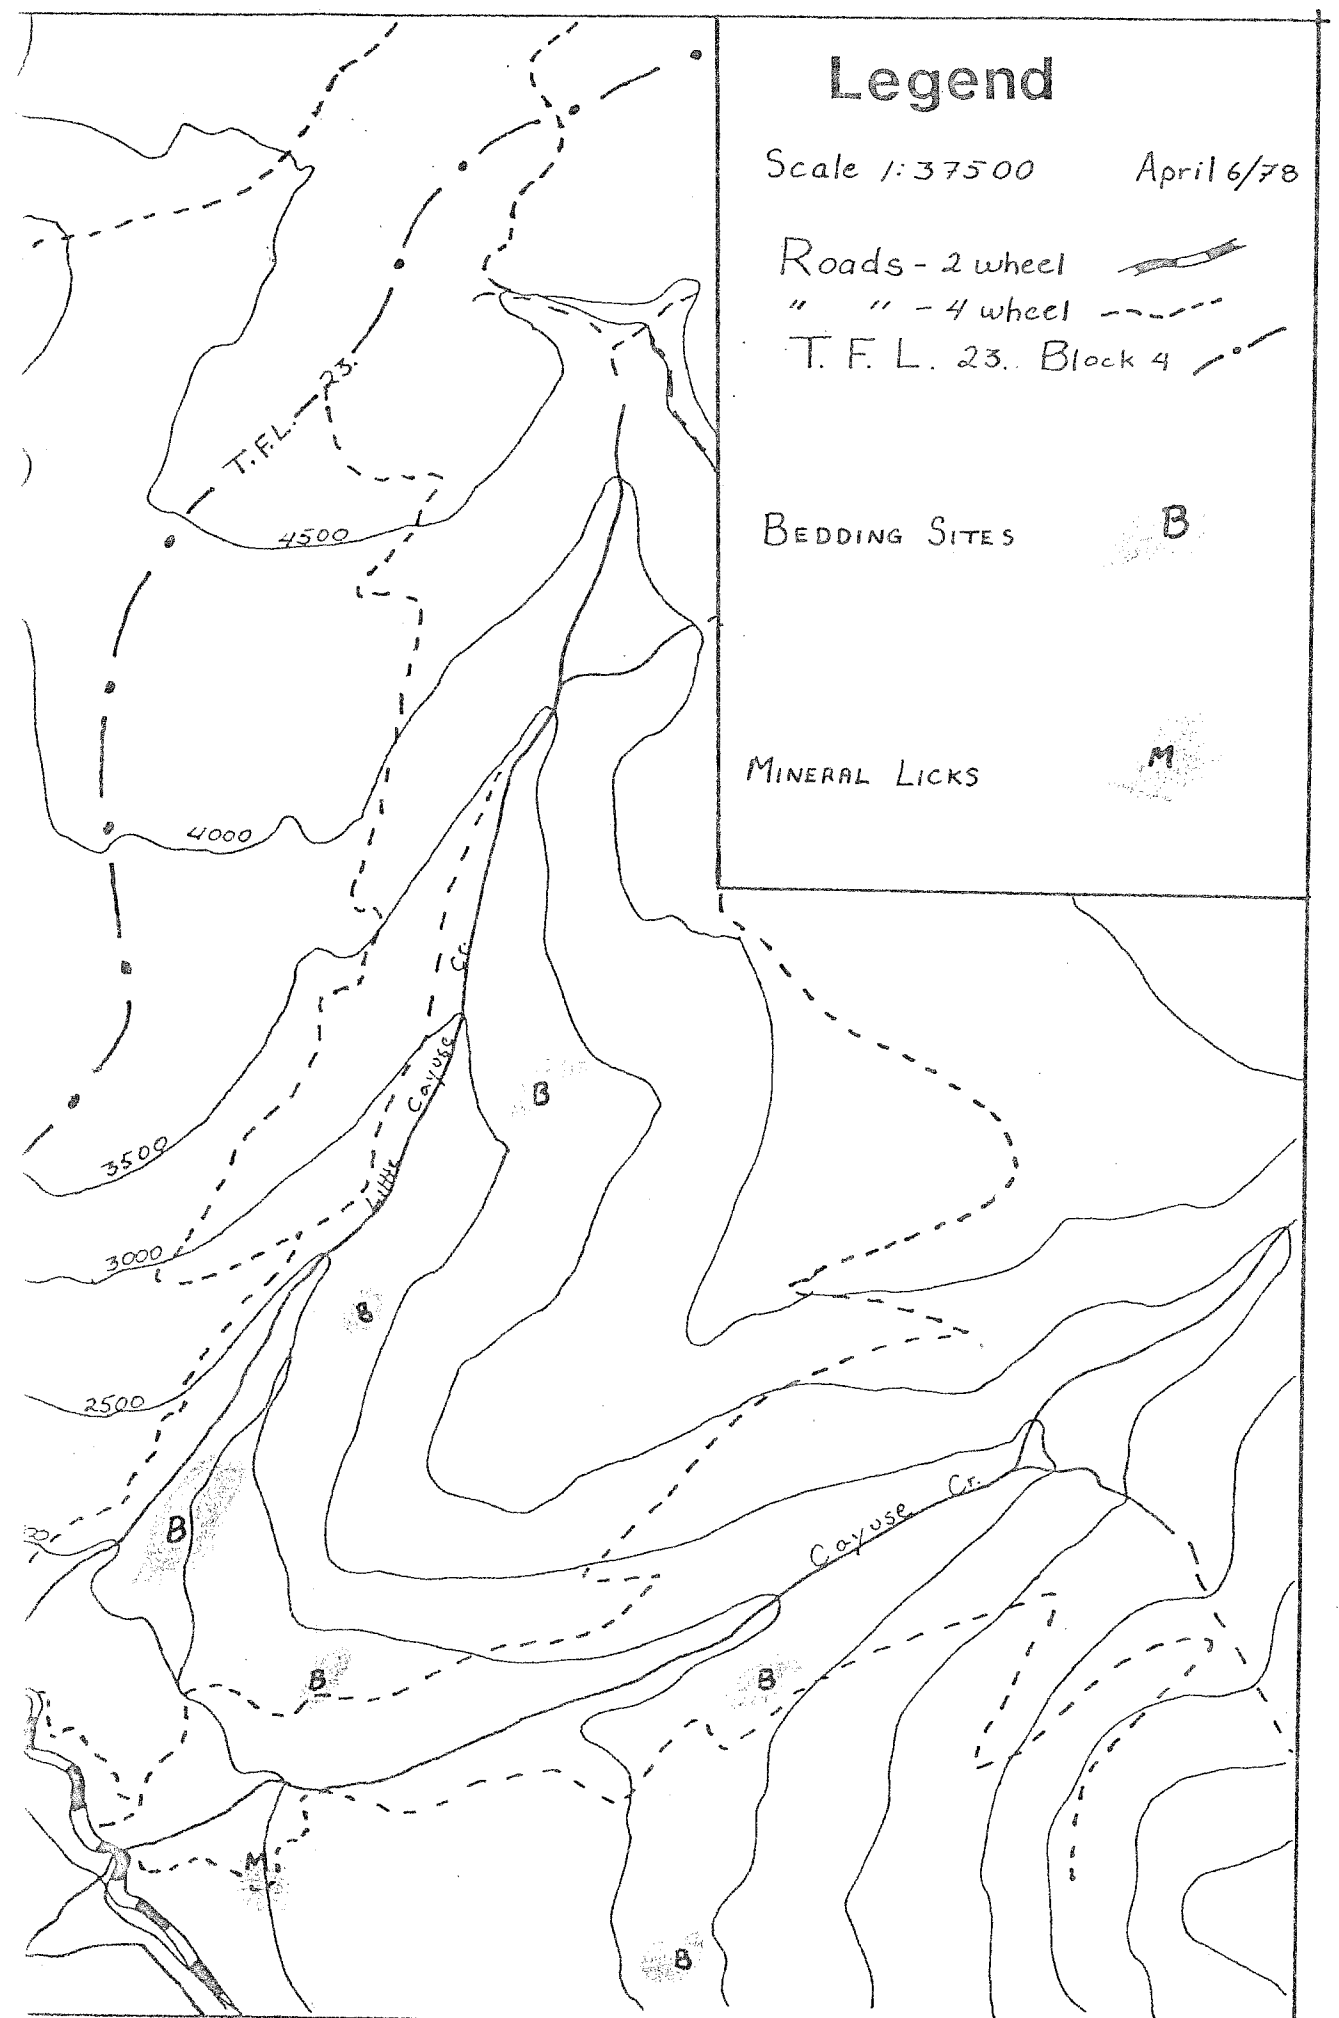 Legend
Scale 1:37500 April 6/78
Roads - 2 wheel
" " - 4 wheel
T. F. L. 23. Block 4
BEDDING SITES B
MINERAL LICKS M
T.F.L. 23.
4500
4000
Little Cayuse Cr.
B
3500
3000
B
2500
B
Cayuse Cr.
B
B
M
B